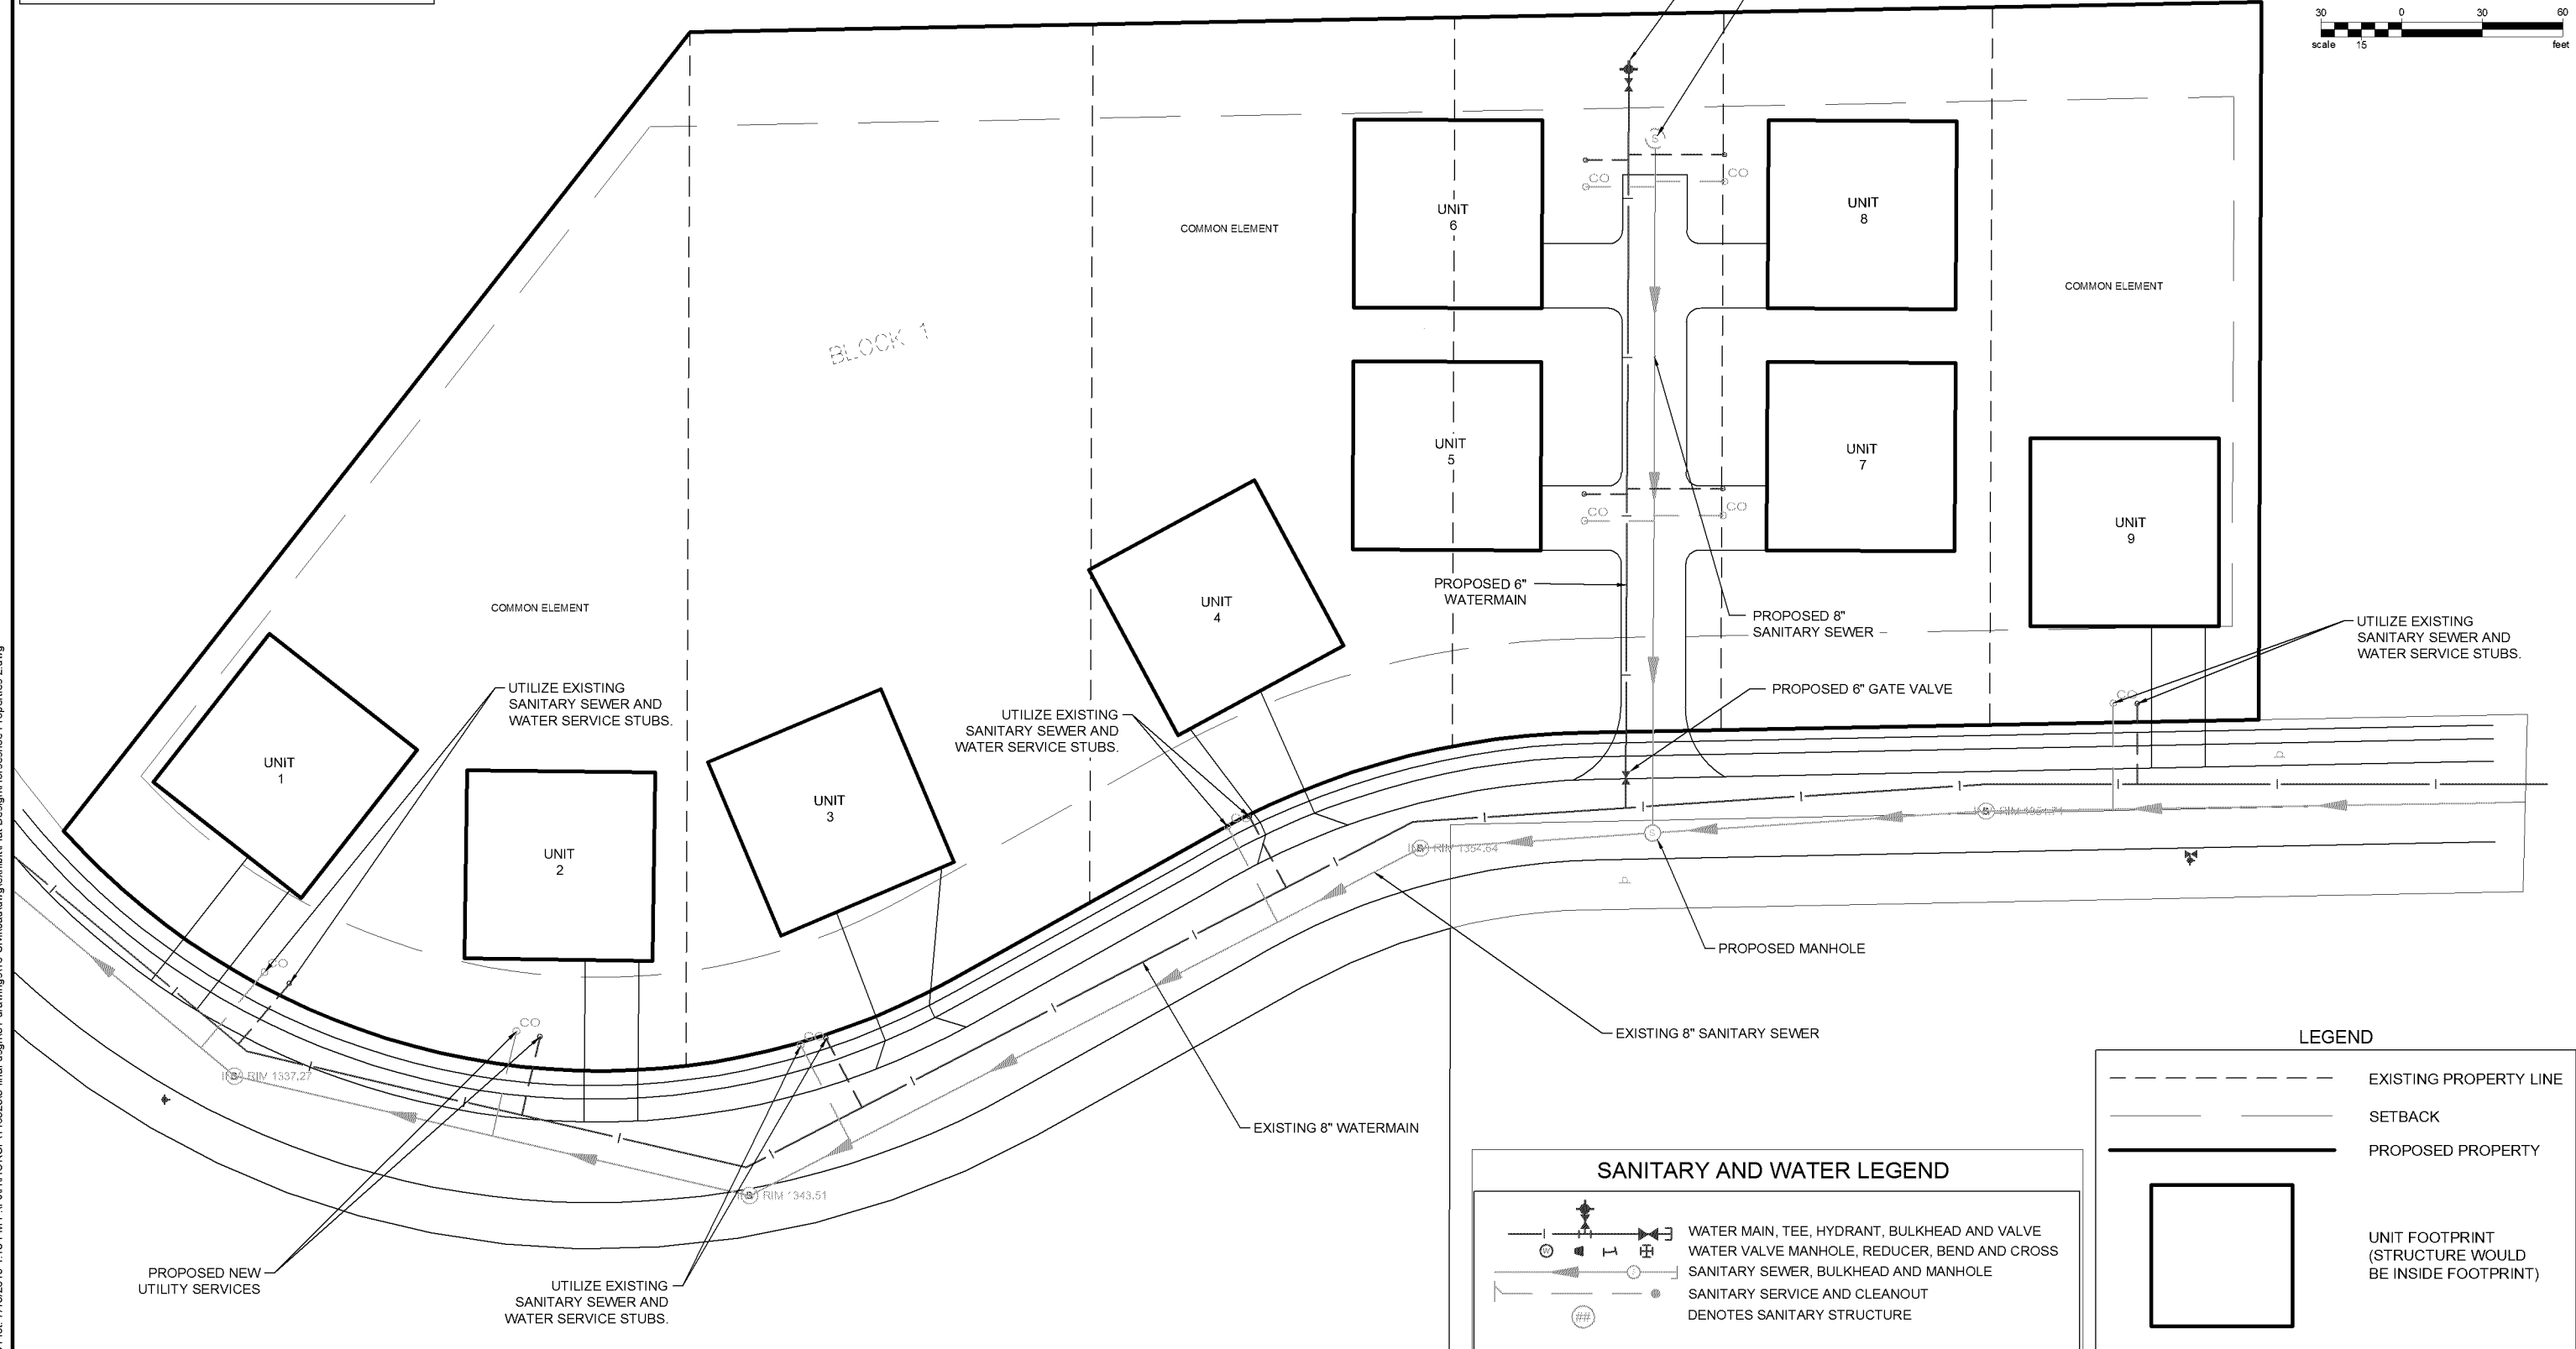 30 0 30 60
scale 15 feet
UNIT
6
UNIT
8
COMMON ELEMENT
COMMON ELEMENT
CO
CO
BLOCK 1
UNIT
5
UNIT
7
CO
CO
UNIT
9
UNIT
4
PROPOSED 6"
WATERMAIN
PROPOSED 8"
SANITARY SEWER
COMMON ELEMENT
UTILIZE EXISTING
SANITARY SEWER AND
WATER SERVICE STUBS.
UTILIZE EXISTING
SANITARY SEWER AND
WATER SERVICE STUBS.
PROPOSED 6" GATE VALVE
CO
UTILIZE EXISTING
SANITARY SEWER AND
WATER SERVICE STUBS.
UNIT
1
UNIT
2
UNIT
3
CO
RIM 1354.64
PROPOSED MANHOLE
CO
CO
CO
EXISTING 8" SANITARY SEWER
RIM 1337.27
EXISTING 8" WATERMAIN
RIM 1343.51
PROPOSED NEW
UTILITY SERVICES
UTILIZE EXISTING
SANITARY SEWER AND
WATER SERVICE STUBS.
SANITARY AND WATER LEGEND
WATER MAIN, TEE, HYDRANT, BULKHEAD AND VALVE
WATER VALVE MANHOLE, REDUCER, BEND AND CROSS
SANITARY SEWER, BULKHEAD AND MANHOLE
SANITARY SERVICE AND CLEANOUT
## DENOTES SANITARY STRUCTURE
LEGEND
EXISTING PROPERTY LINE
SETBACK
PROPOSED PROPERTY
UNIT FOOTPRINT
(STRUCTURE WOULD
BE INSIDE FOOTPRINT)